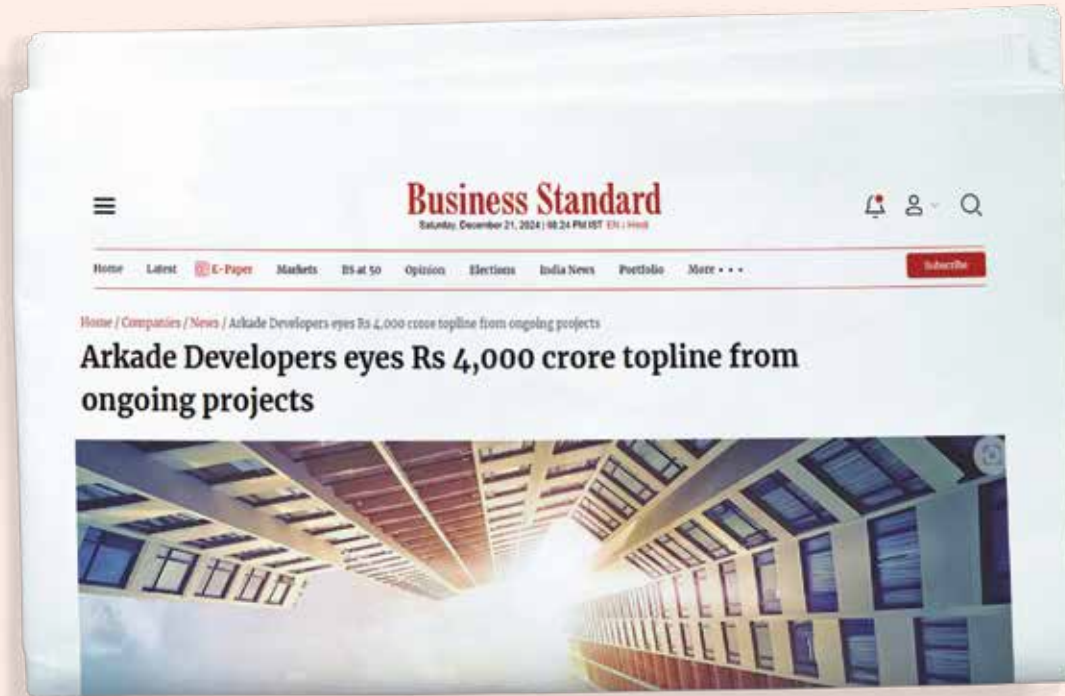 Business Standard
Saturday, December 21, 2024 | 08:24 PM IST EN | Hindi
Home Latest E-Paper Markets BS at 50 Opinion Elections India News Portfolio More
Subscribe
Home / Companies / News / Arkade Developers eyes Rs 4,000 crore topline from ongoing projects
Arkade Developers eyes Rs 4,000 crore topline from
ongoing projects